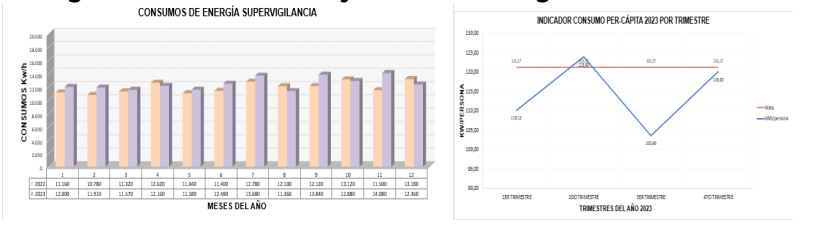 CONSUMOS DE ENERGÍA SUPERVIGILANCIA
CONSUMOS Kw/h
20.000
18.000
16.000
14.000
12.000
10.000
8.000
6.000
4.000
2.000
0
1 2 3 4 5 6 7 8 9 10 11 12
2022 11.160 10.780 11.320 12.620 11.040 11.400 12.780 12.100 12.120 13.120 11.500 13.180
2023 12.000 11.910 11.570 12.160 11.580 12.480 13.680 11.360 13.840 12.880 14.080 12.360
MESES DEL AÑO
INDICADOR CONSUMO PER-CÁPITA 2023 POR TRIMESTRE
KW/PERSONA
130,00
125,00
120,00
115,00
110,00
105,00
100,00
95,00
90,00
Meta
kWh/persona
1ER TRIMESTRE 2DO TRIMESTRE 3ER TRIMESTRE 4TO TRIMESTRE
TRIMESTRES DEL AÑO 2023